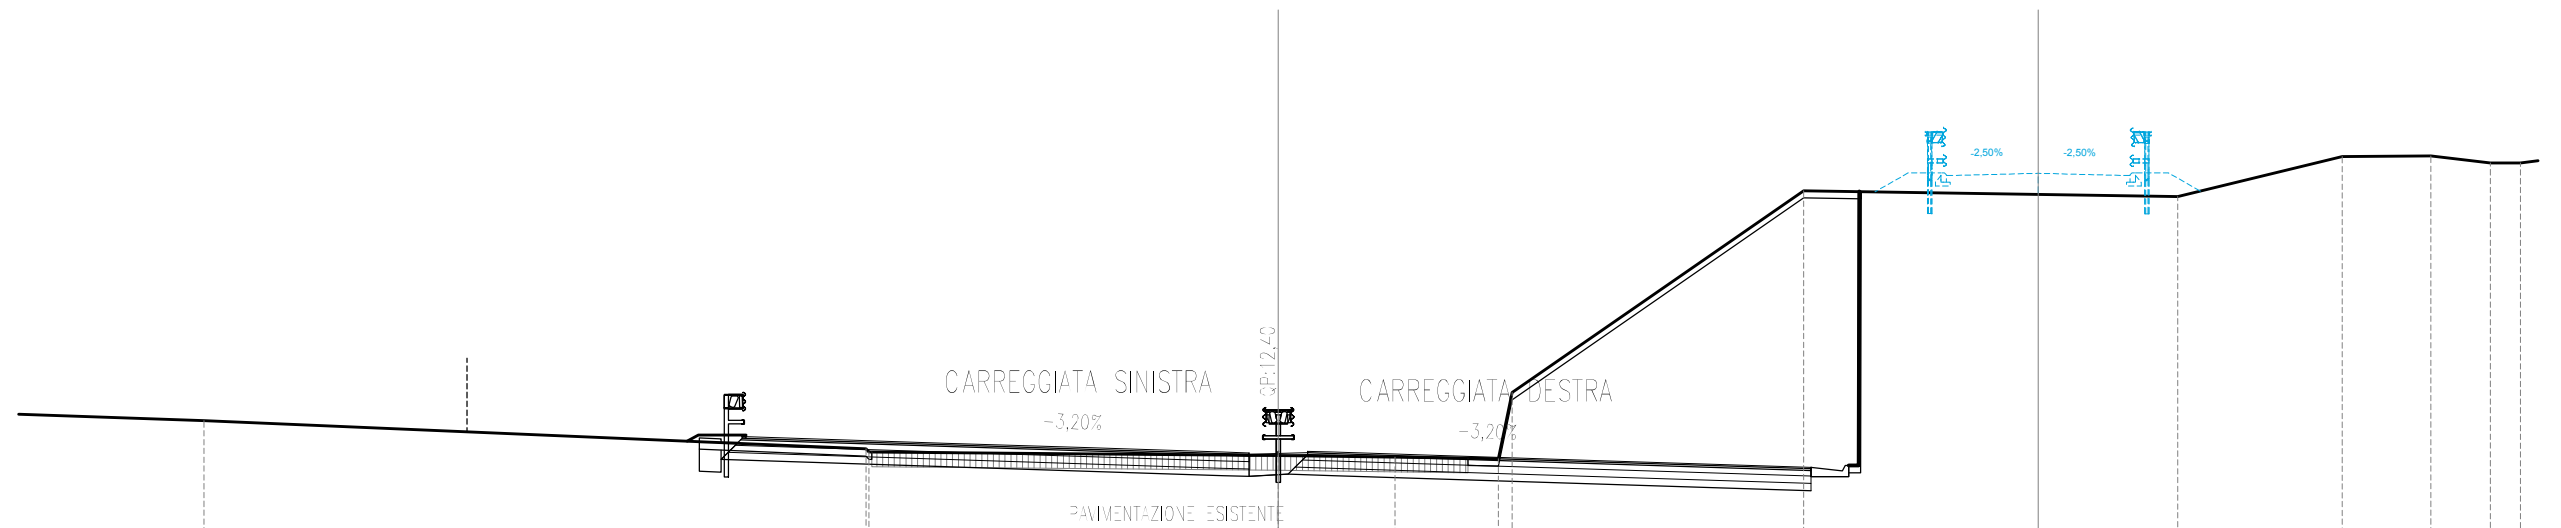 -2,50% -2,50%
QP:12,40
CARREGGIATA SINISTRA
CARREGGIATA DESTRA
-3,20%
-3,20%
PAVIMENTAZIONE ESISTENTE